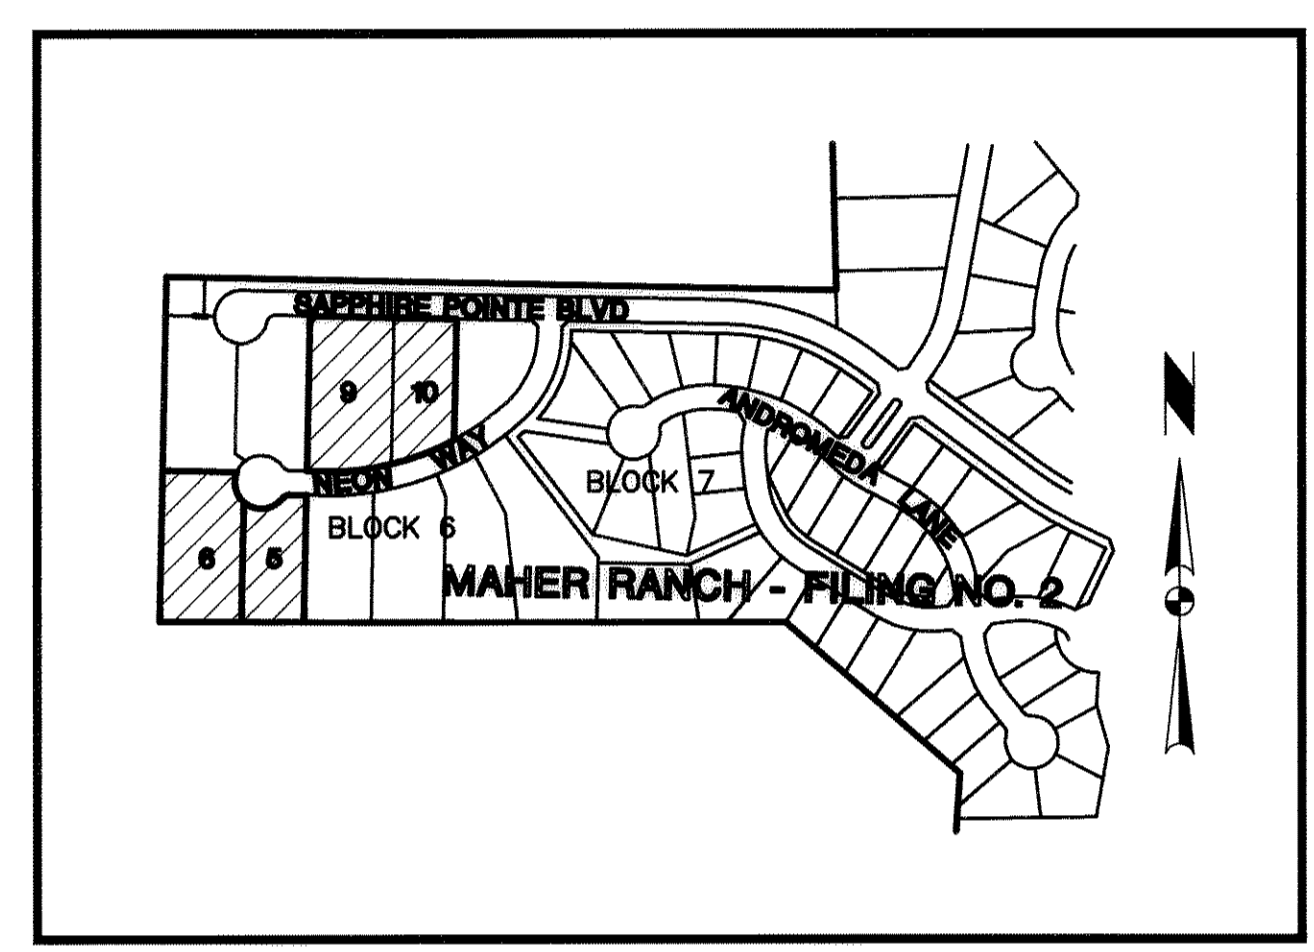 SAPPHIRE POINTE BLVD
9
10
ANDROMEDA LANE
N
NEON WAY
BLOCK 7
BLOCK 6
6
5
MAHER RANCH - FILING NO. 2